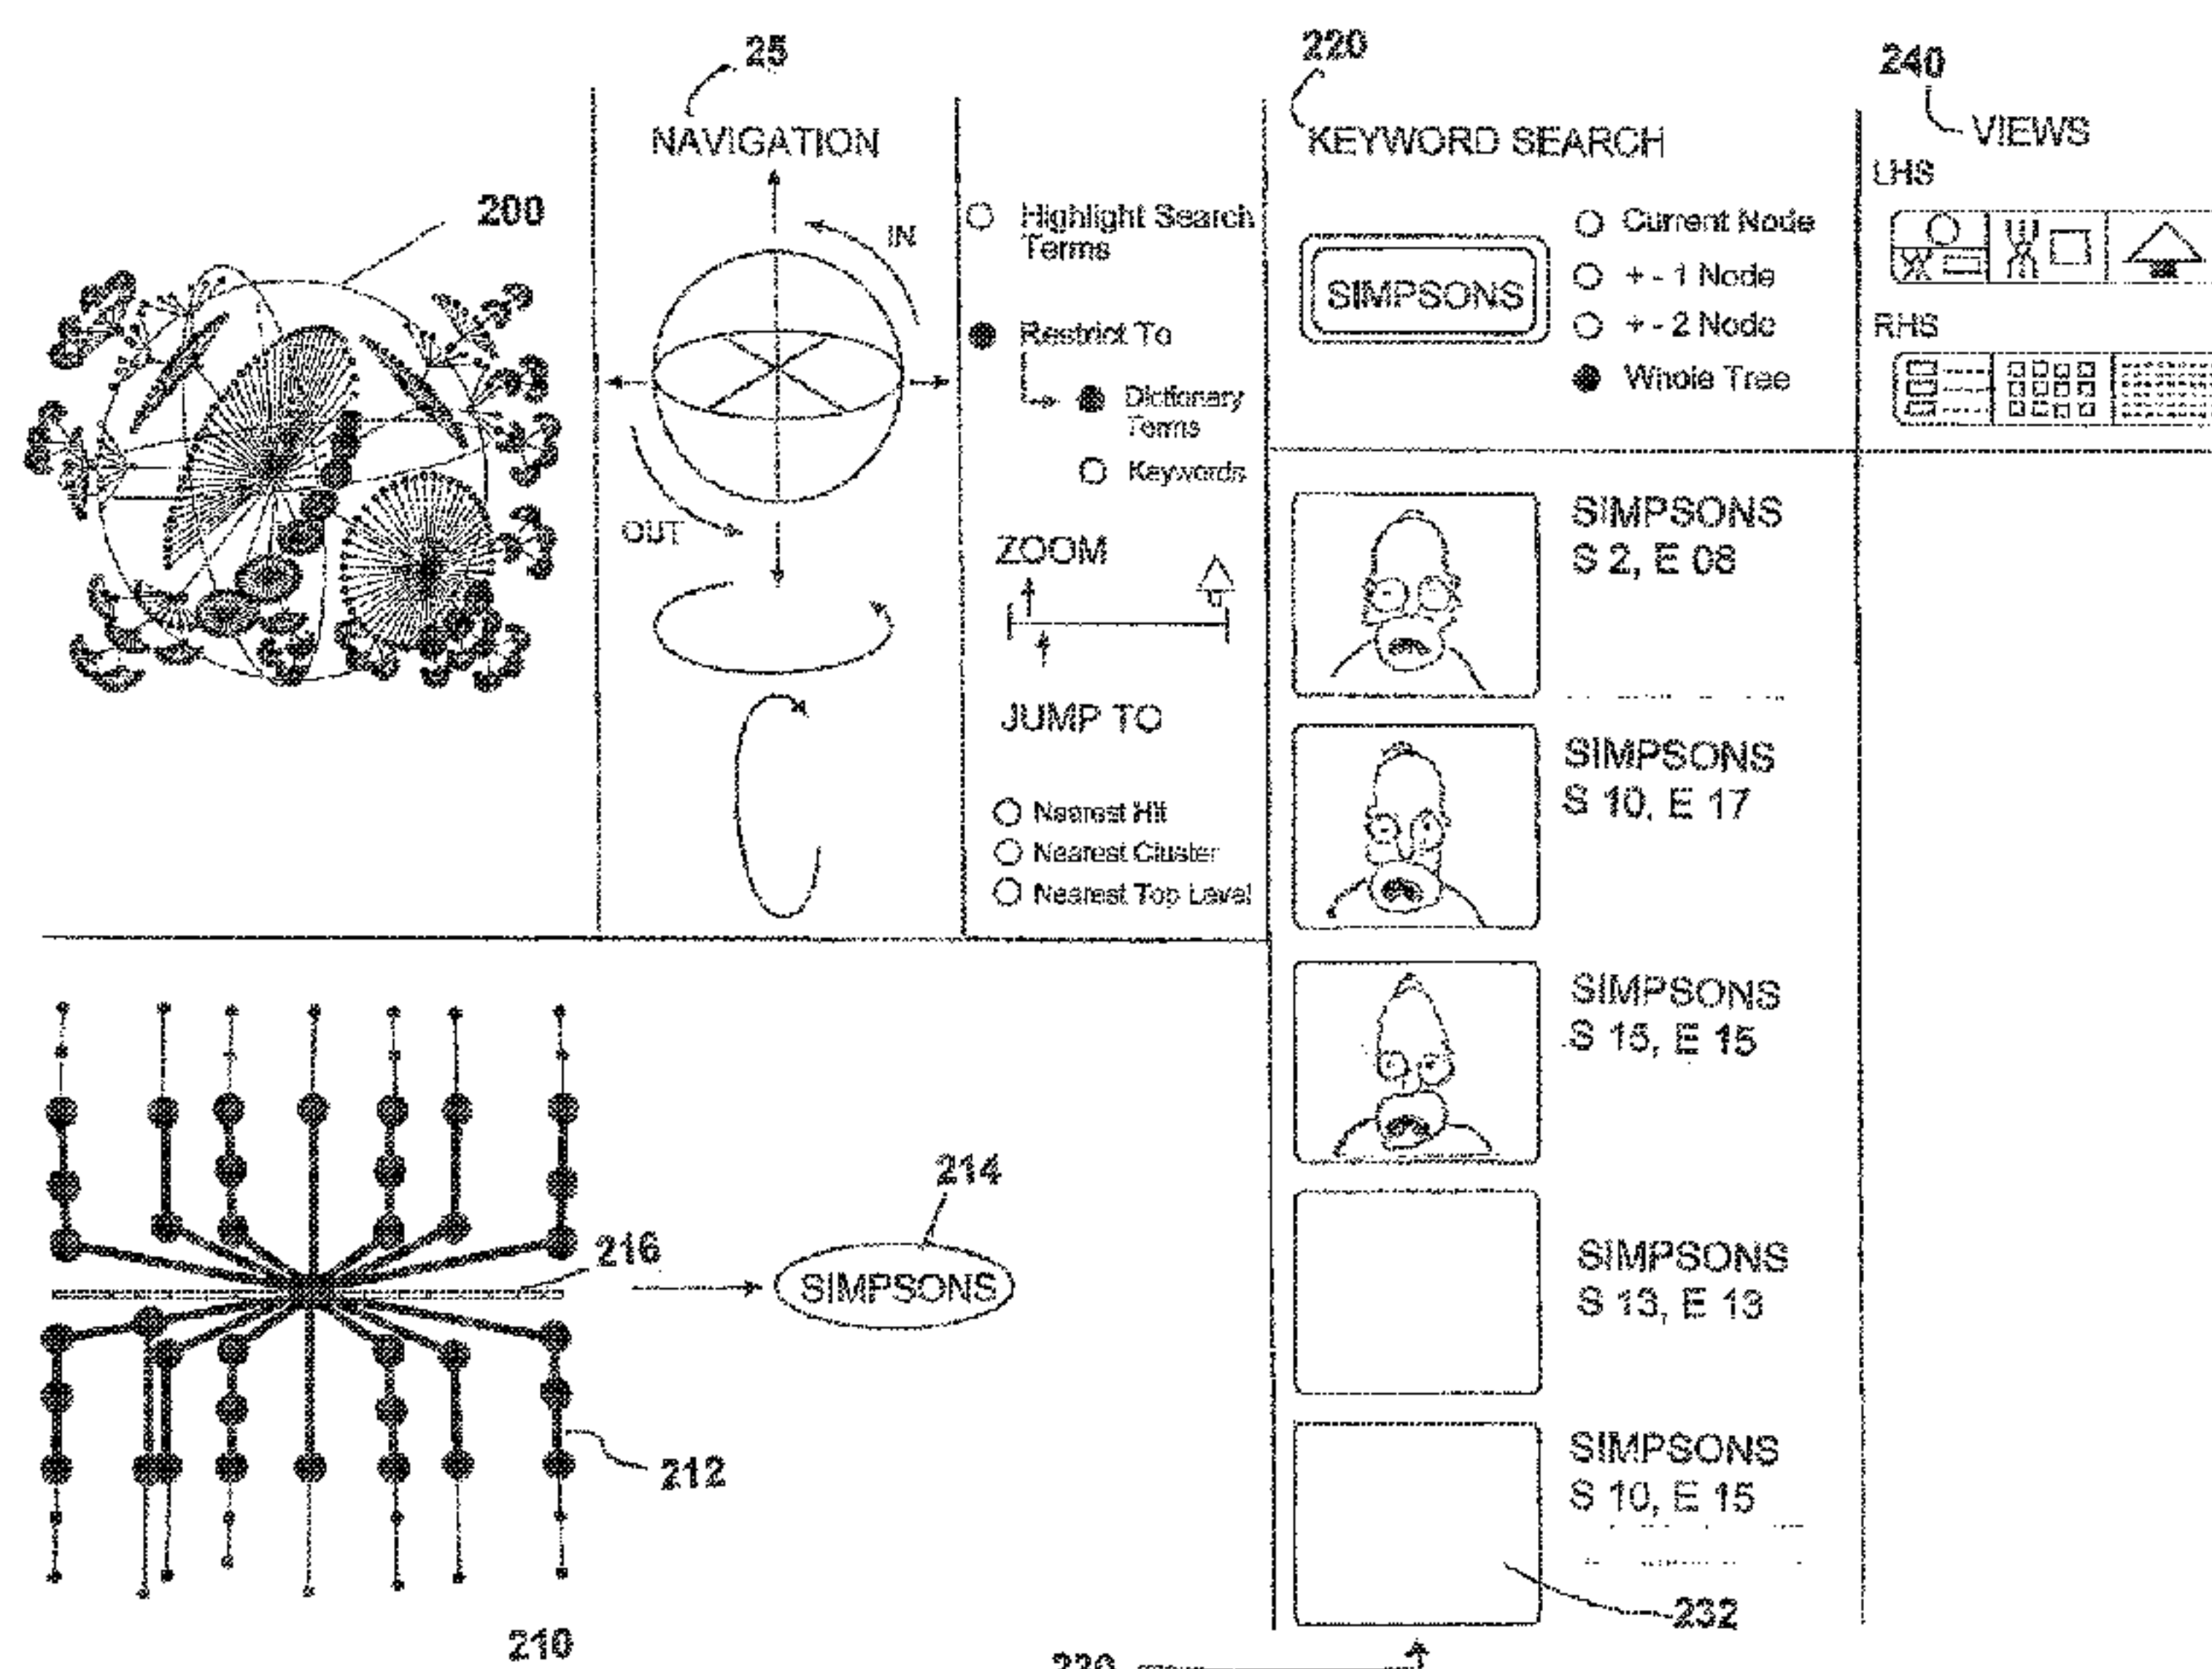 25
220
240
NAVIGATION
KEYWORD SEARCH
VIEWS
LHS
200
IN
Highlight Search
Terms
SIMPSONS
Current Node
+ - 1 Node
+ - 2 Node
Whole Tree
RHS
Restrict To
Dictionary
Terms
Keywords
OUT
ZOOM
JUMP TO
Nearest Hit
Nearest Cluster
Nearest Top Level
SIMPSONS
S 2, E 08
SIMPSONS
S 10, E 17
SIMPSONS
S 15, E 15
SIMPSONS
S 13, E 13
SIMPSONS
S 10, E 15
214
216
SIMPSONS
212
232
210
230